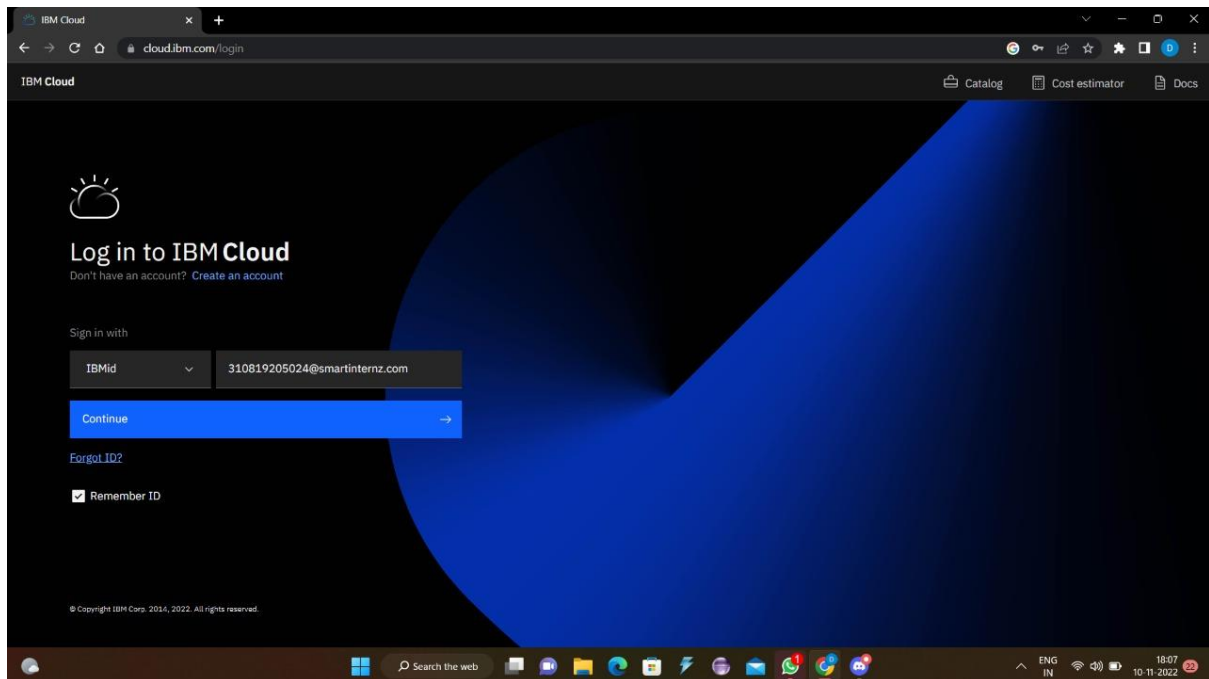 IBM Cloud
cloud.ibm.com/login
D
IBM Cloud
Catalog
Cost estimator
Docs
Log in to IBM Cloud
Don't have an account? Create an account
Sign in with
IBMid
310819205024@smartinternz.com
Continue
Forgot ID?
Remember ID
© Copyright IBM Corp. 2014, 2022. All rights reserved.
Search the web
1
D
ENG
IN
18:07
10-11-2022
22